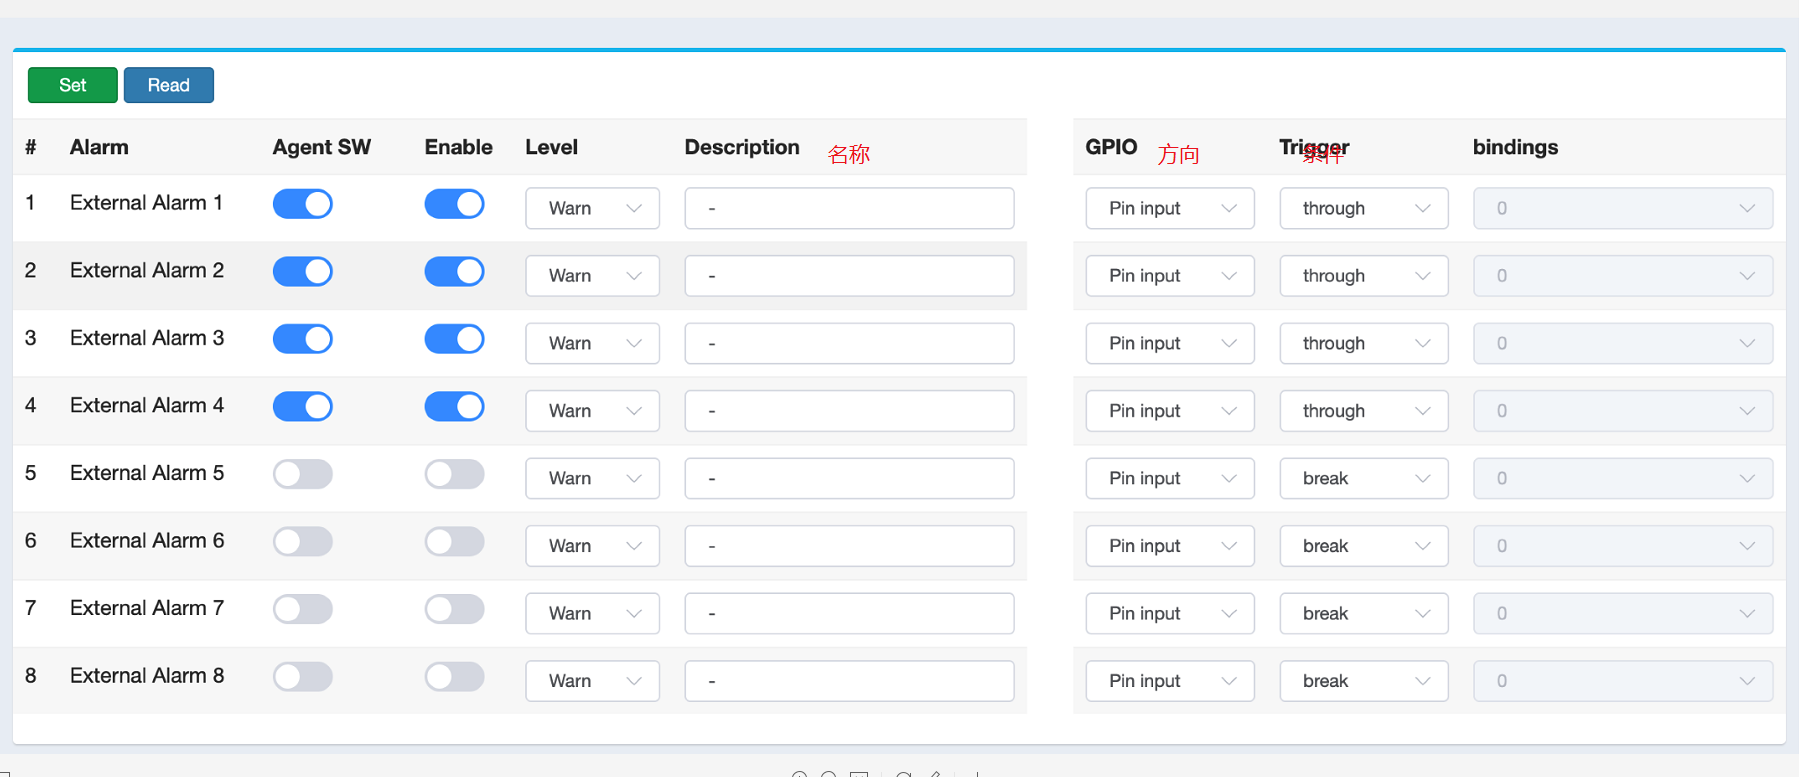 Set Read
# Alarm Agent SW Enable Level Description 名称 GPIO 方向 Trigger 条件 bindings
1 External Alarm 1 Warn - Pin input through 0
2 External Alarm 2 Warn - Pin input through 0
3 External Alarm 3 Warn - Pin input through 0
4 External Alarm 4 Warn - Pin input through 0
5 External Alarm 5 Warn - Pin input break 0
6 External Alarm 6 Warn - Pin input break 0
7 External Alarm 7 Warn - Pin input break 0
8 External Alarm 8 Warn - Pin input break 0